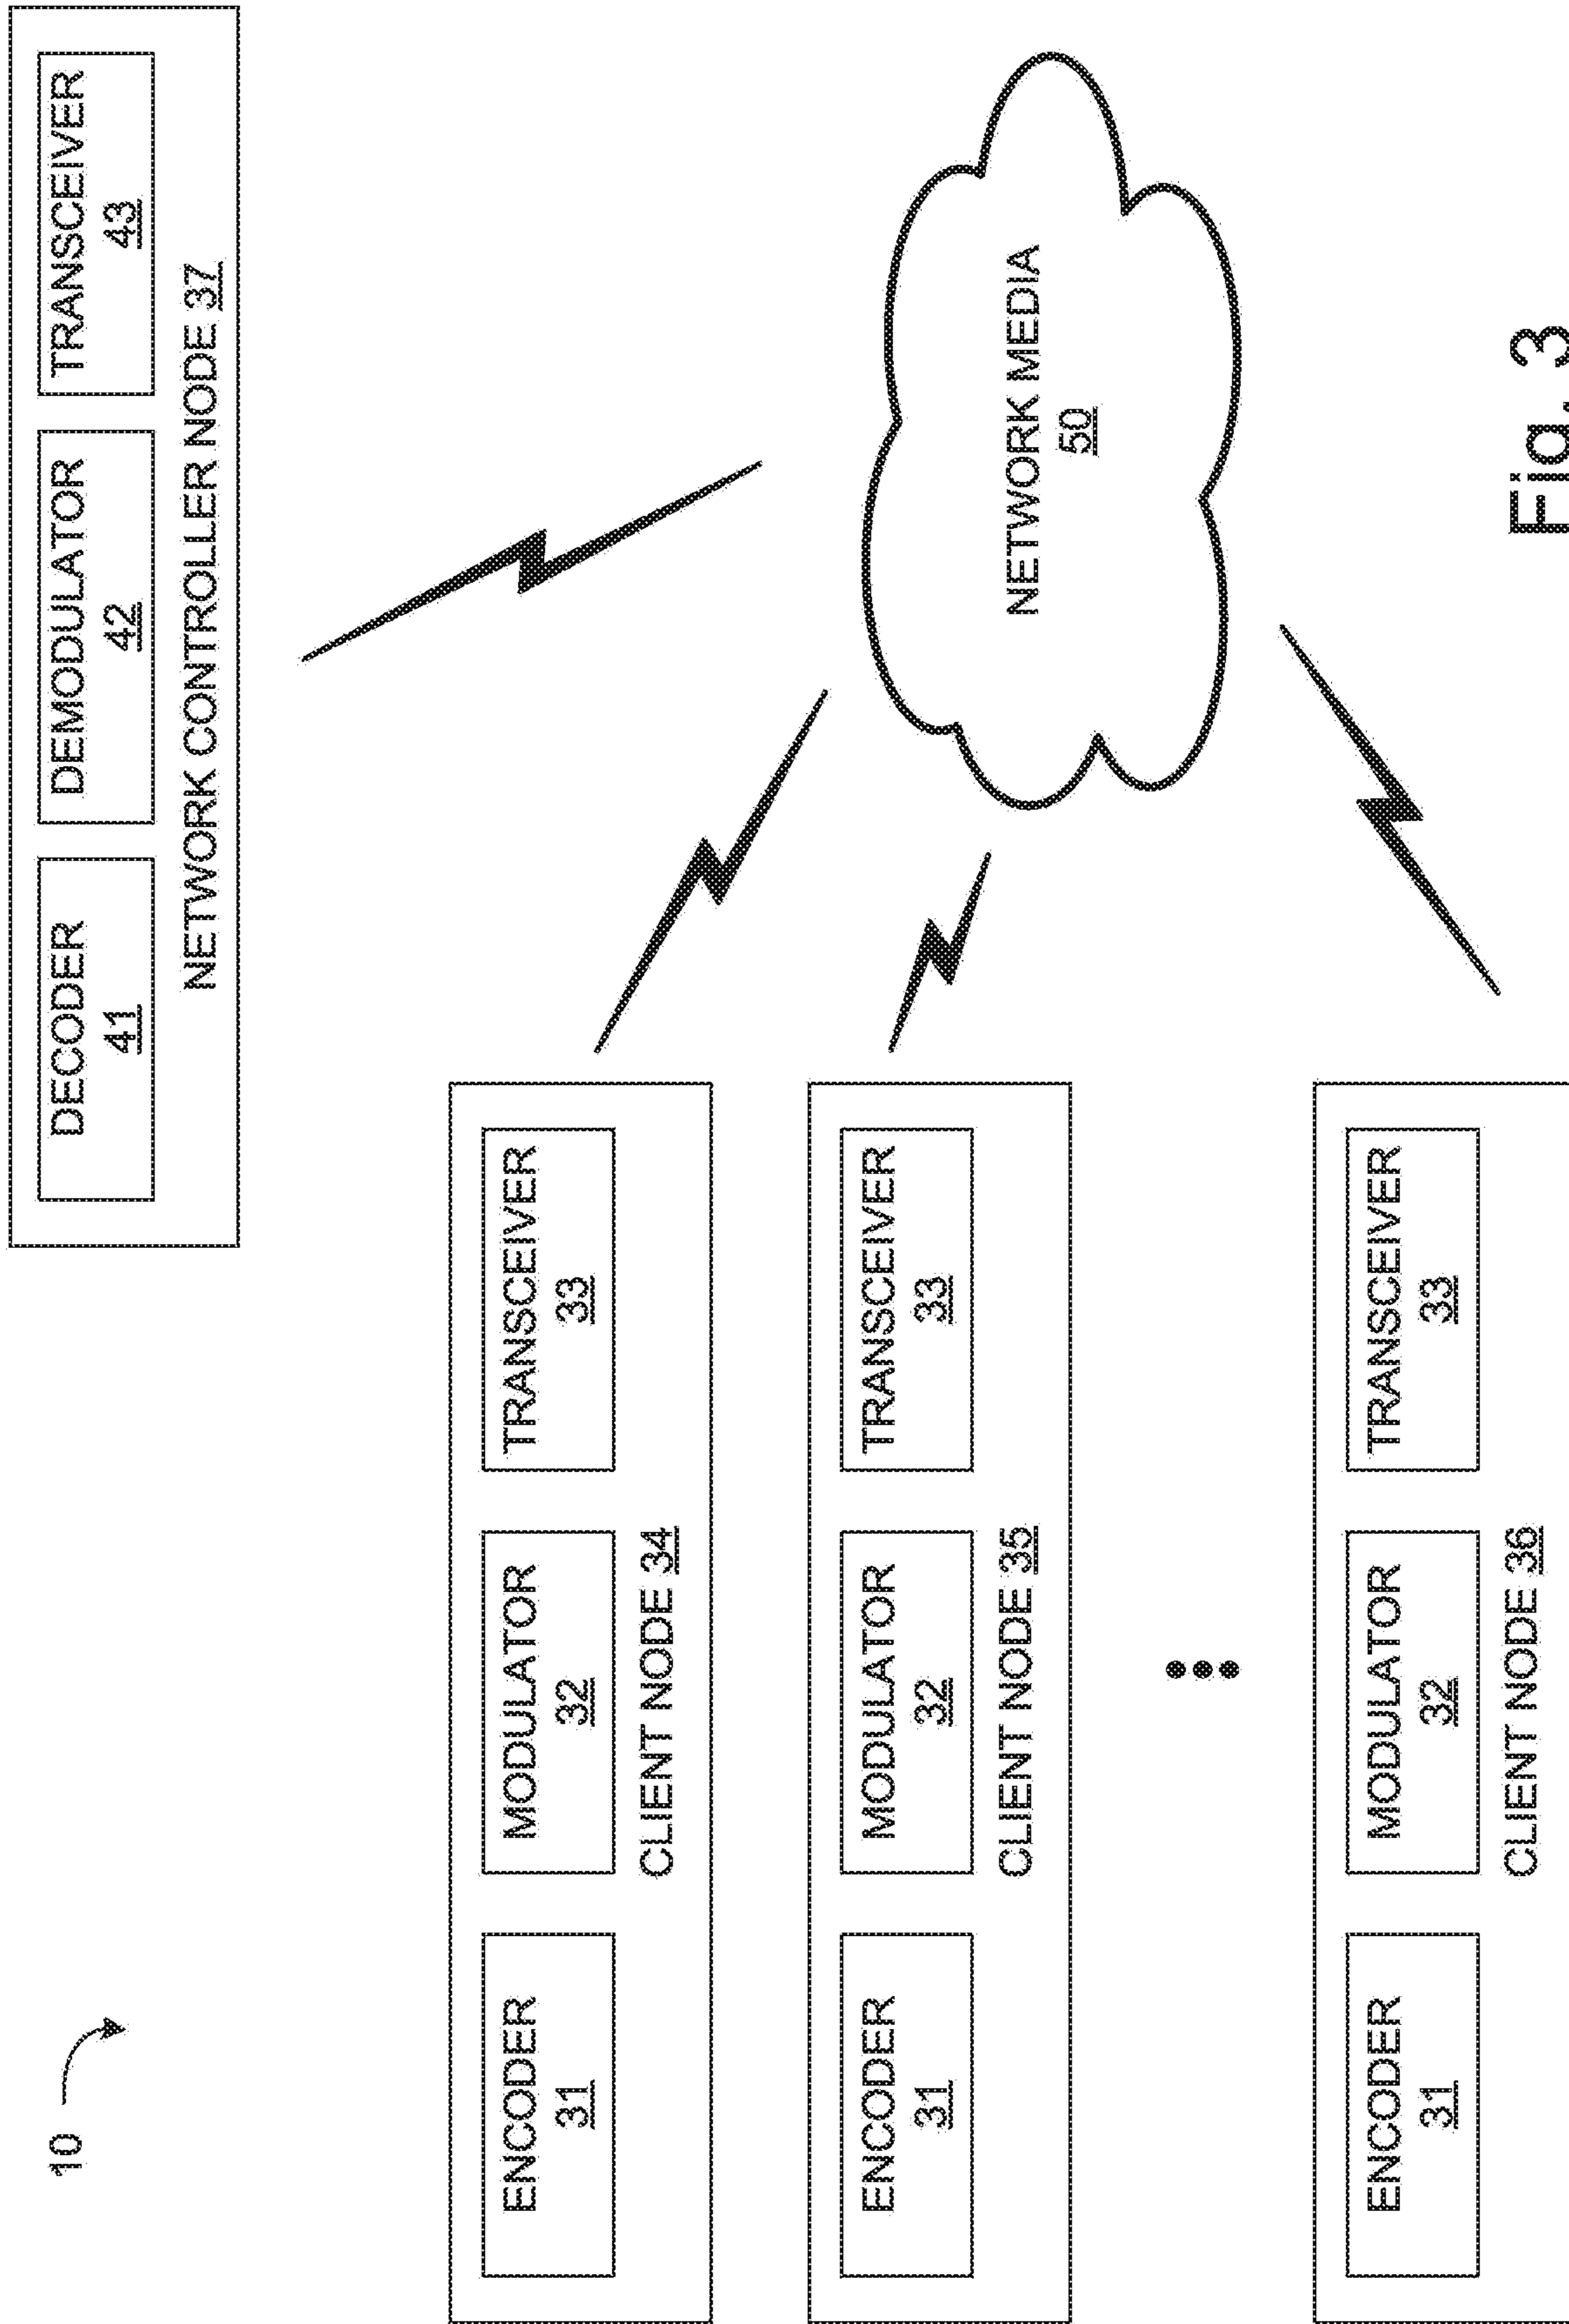 10
DECODER
41
DEMODULATOR
42
TRANSCEIVER
43
NETWORK CONTROLLER NODE 37
ENCODER
31
MODULATOR
32
TRANSCEIVER
33
CLIENT NODE 34
ENCODER
31
MODULATOR
32
TRANSCEIVER
33
CLIENT NODE 35
ENCODER
31
MODULATOR
32
TRANSCEIVER
33
CLIENT NODE 36
NETWORK MEDIA
50
Fig. 3